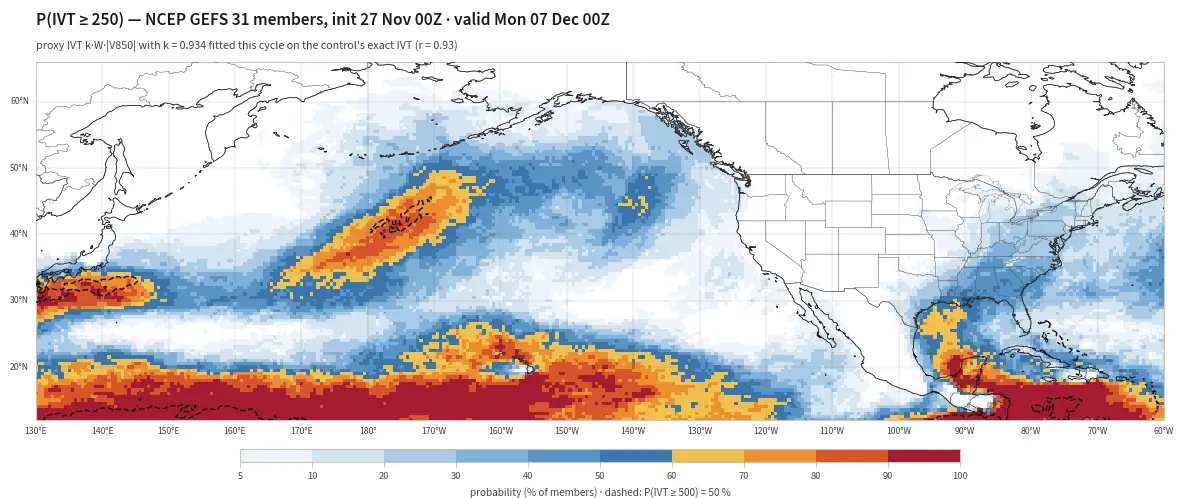 P(IVT ≥ 250) — NCEP GEFS 31 members, init 27 Nov 00Z · valid Mon 07 Dec 00Z
proxy IVT k·W·|V850| with k = 0.934 fitted this cycle on the control's exact IVT (r = 0.93)
60°N
50°N
40°N
30°N
20°N
130°E 140°E 150°E 160°E 170°E 180° 170°W 160°W 150°W 140°W 130°W 120°W 110°W 100°W 90°W 80°W 70°W 60°W
5 10 20 30 40 50 60 70 80 90 100
probability (% of members) · dashed: P(IVT ≥ 500) = 50 %